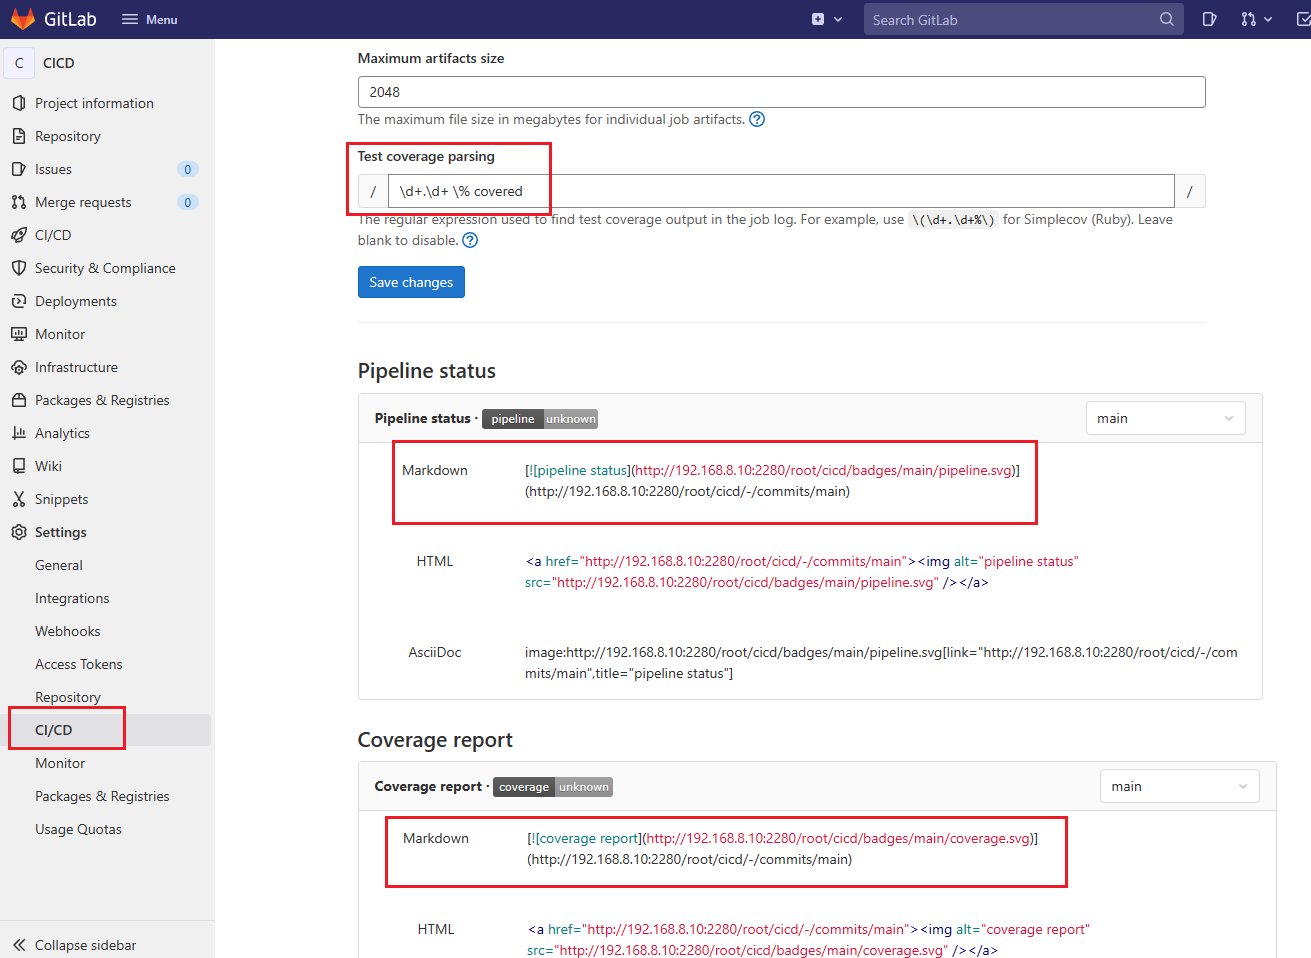 GitLab Menu Search GitLab
C CICD
Project information
Repository
Issues 0
Merge requests 0
CI/CD
Security & Compliance
Deployments
Monitor
Infrastructure
Packages & Registries
Analytics
Wiki
Snippets
Settings
General
Integrations
Webhooks
Access Tokens
Repository
CI/CD
Monitor
Packages & Registries
Usage Quotas
Collapse sidebar
Maximum artifacts size
2048
The maximum file size in megabytes for individual job artifacts. ?
Test coverage parsing
/ \d+.\d+ \% covered /
The regular expression used to find test coverage output in the job log. For example, use \(\d+.\d+%\) for Simplecov (Ruby). Leave
blank to disable. ?
Save changes
Pipeline status
Pipeline status · pipeline unknown main
Markdown [![pipeline status](http://192.168.8.10:2280/root/cicd/badges/main/pipeline.svg)]
(http://192.168.8.10:2280/root/cicd/-/commits/main)
HTML <a href="http://192.168.8.10:2280/root/cicd/-/commits/main"><img alt="pipeline status"
src="http://192.168.8.10:2280/root/cicd/badges/main/pipeline.svg" /></a>
AsciiDoc image:http://192.168.8.10:2280/root/cicd/badges/main/pipeline.svg[link="http://192.168.8.10:2280/root/cicd/-/com
mits/main",title="pipeline status"]
Coverage report
Coverage report · coverage unknown main
Markdown [![coverage report](http://192.168.8.10:2280/root/cicd/badges/main/coverage.svg)]
(http://192.168.8.10:2280/root/cicd/-/commits/main)
HTML <a href="http://192.168.8.10:2280/root/cicd/-/commits/main"><img alt="coverage report"
src="http://192.168.8.10:2280/root/cicd/badges/main/coverage.svg" /></a>